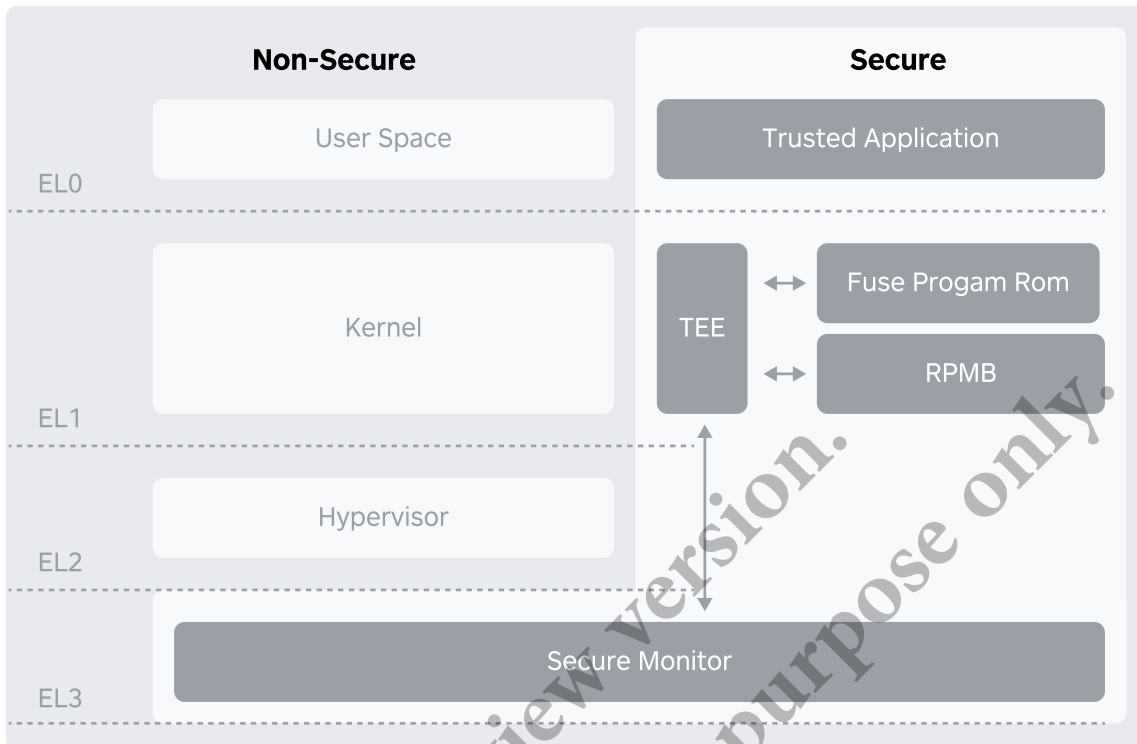 Non-Secure
Secure
User Space
Trusted Application
EL0
Kernel
TEE
Fuse Progam Rom
RPMB
EL1
Hypervisor
EL2
Secure Monitor
EL3
version.
purpose only.